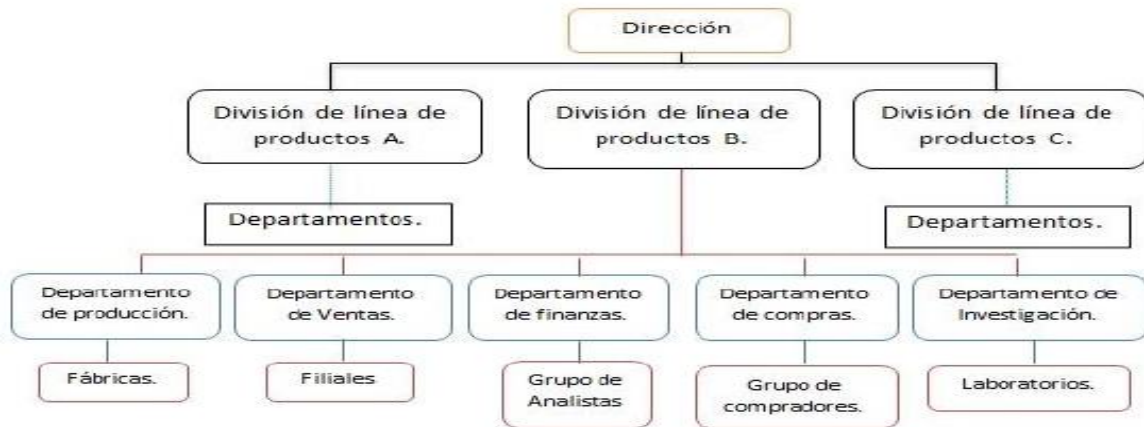 Dirección
División de línea de
productos A.
División de línea de
productos B.
División de línea de
productos C.
Departamentos.
Departamentos.
Departamento
de producción.
Departamento
de Ventas.
Departamento
de finanzas.
Departamento
de compras.
Departamento de
Investigación.
Fábricas.
Filiales
Grupo de
Analistas
Grupo de
compradores.
Laboratorios.